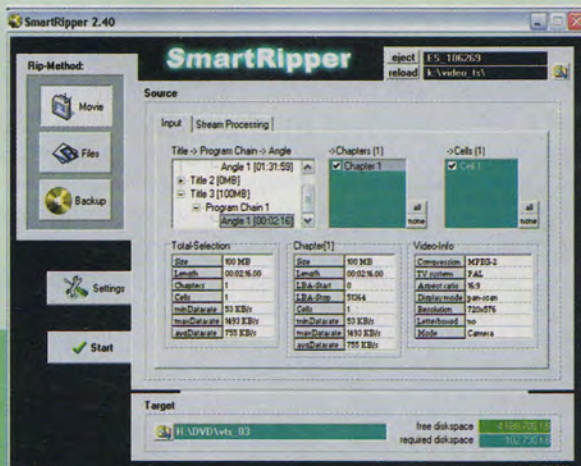 SmartRipper 2.40
SmartRipper
eject ES_106269
reload k:\video_ts\
Rip-Method:
Movie
Files
Backup
Settings
Start
Source
Input Stream Processing
Title -> Program Chain -> Angle
Angle 1 [01:31:59]
Title 2 [0MB]
Title 3 [100MB]
Program Chain 1
Angle 1 [00:02:16]
->Chapters (1)
Chapter 1
all
none
->Cells (1)
Cell 1
all
none
Total-Selection
Size 100 MB
Length 00:02:16.00
Chapters 1
Cells 1
minDatarate 53 KB/s
maxDatarate 1493 KB/s
avgDatarate 755 KB/s
Chapter[1]
Size 100 MB
Length 00:02:16.00
LBA-Start 0
LBA-Stop 51364
Cells 1
minDatarate 53 KB/s
maxDatarate 1493 KB/s
avgDatarate 755 KB/s
Video-Info
Compression MPEG-2
TV system PAL
Aspect ratio 16:9
Display mode pan-scan
Resolution 720x576
Letterboxed no
Mode Camera
Target
H:\DVD\vts_03
free diskspace
required diskspace 102.730 kB